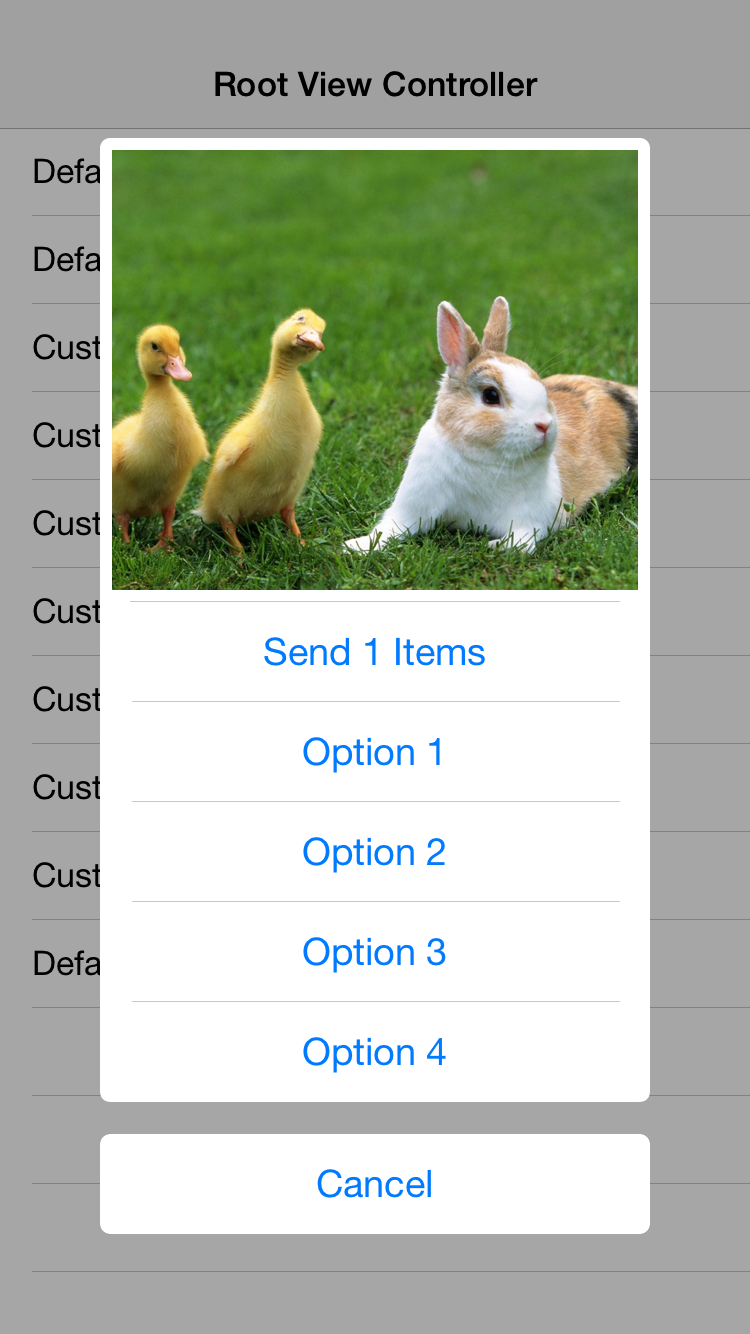 Root View Controller
Defa
Defa
Cust
Cust
Cust
Cust
Cust
Cust
Cust
Defa
Send 1 Items
Option 1
Option 2
Option 3
Option 4
Cancel